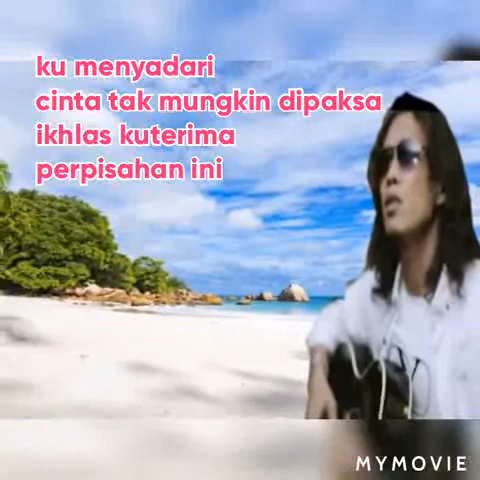 ku menyadari
cinta tak mungkin dipaksa
ikhlas kuterima
perpisahan ini
MYMOVIE